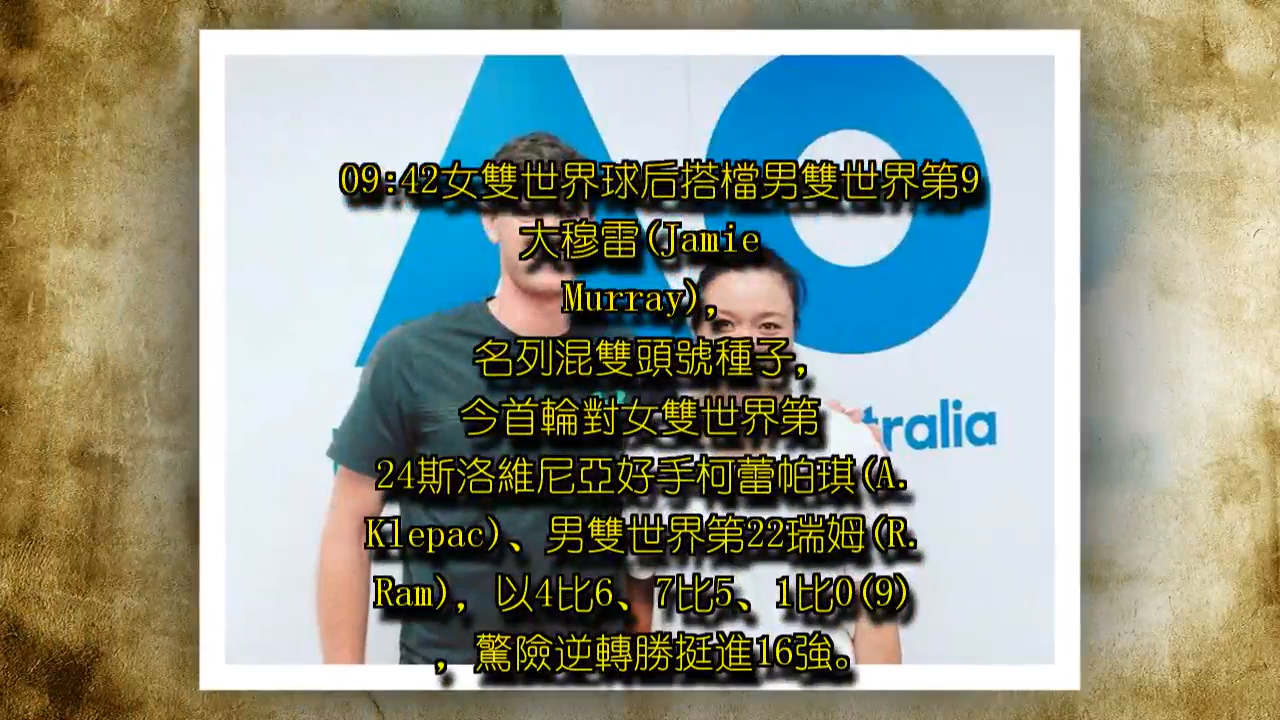 AO
09:42女雙世界球后搭檔男雙世界第9
大穆雷(Jamie
Murray),
名列混雙頭號種子,
今首輪對女雙世界第
24斯洛維尼亞好手柯蕾帕琪(A.
Klepac)、男雙世界第22瑞姆(R.
Ram), 以4比6、7比5、1比0(9)
, 驚險逆轉勝挺進16強。
tralia